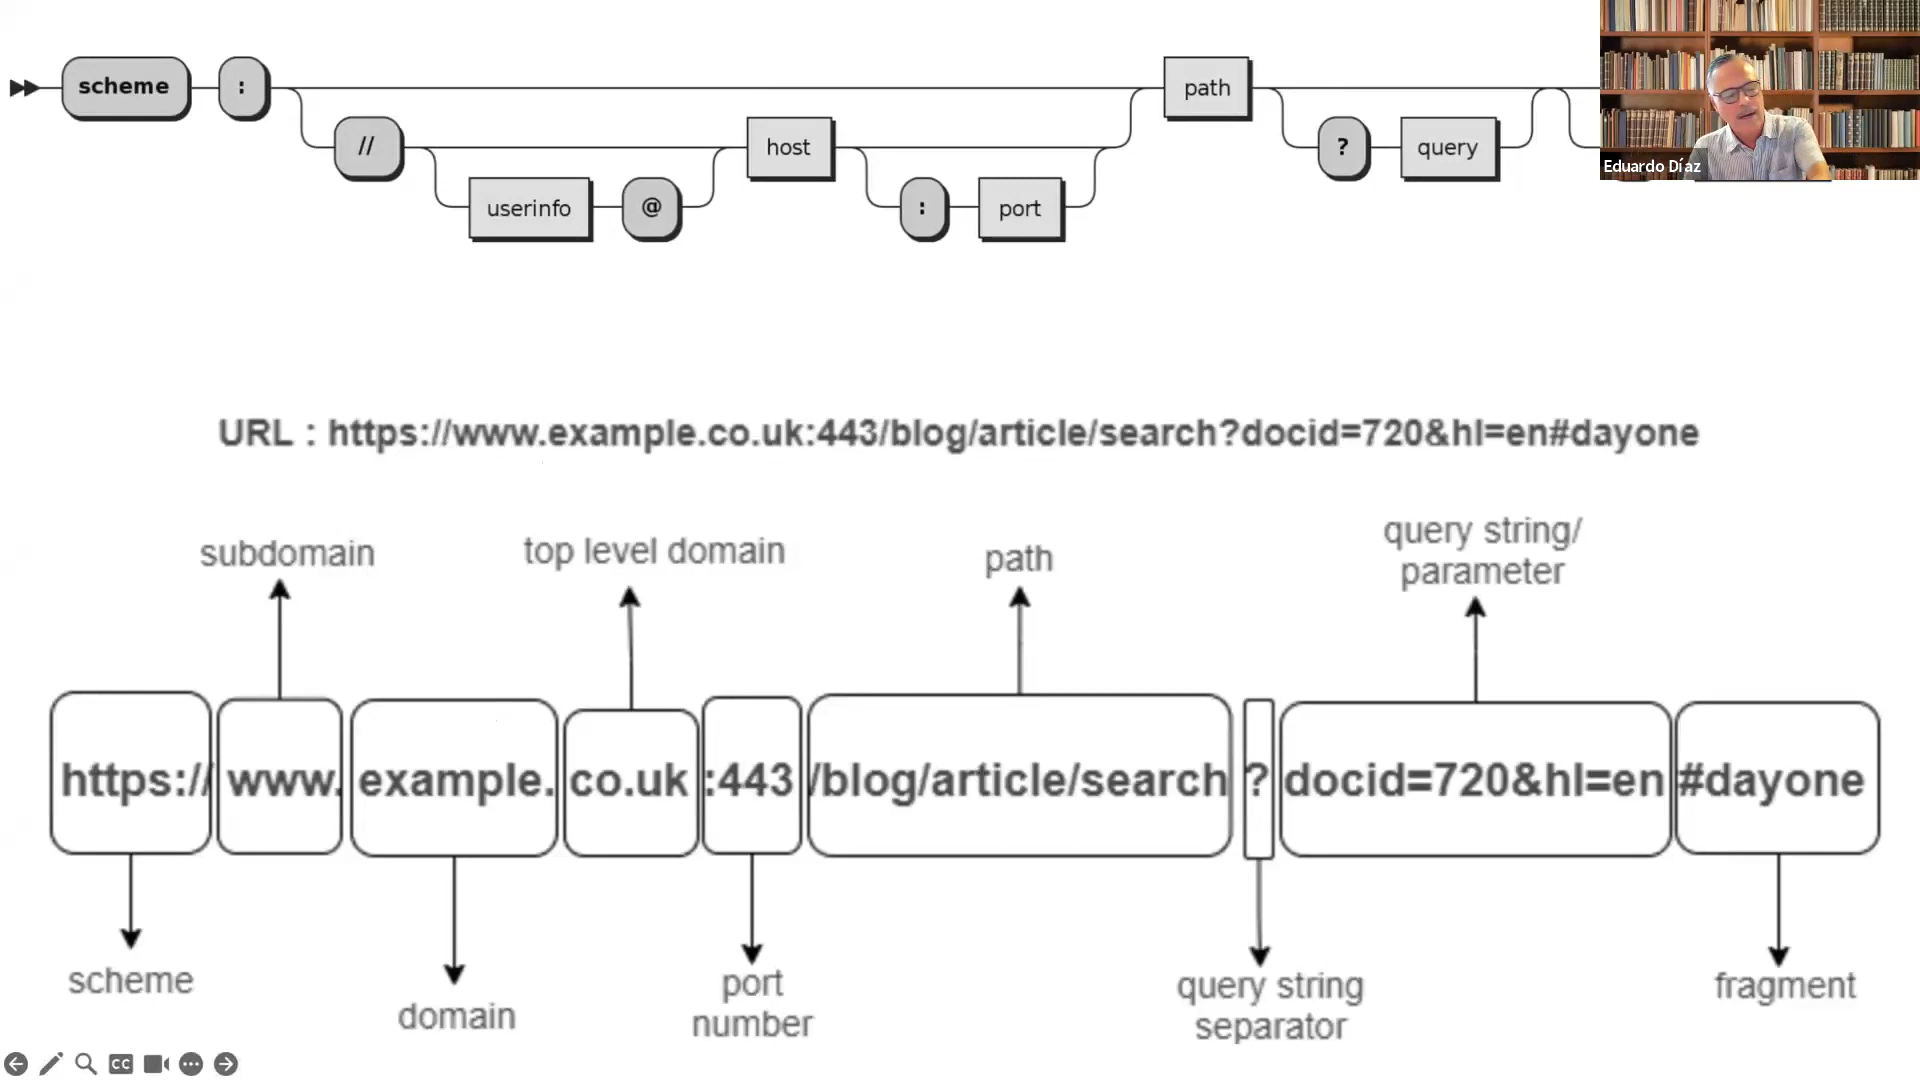 scheme : path
// host ? query
userinfo @ : port
Eduardo Díaz
URL : https://www.example.co.uk:443/blog/article/search?docid=720&hl=en#dayone
subdomain
top level domain
path
query string/
parameter
https:// www. example. co.uk :443 /blog/article/search ? docid=720&hl=en #dayone
scheme
domain
port
number
query string
separator
fragment
CC